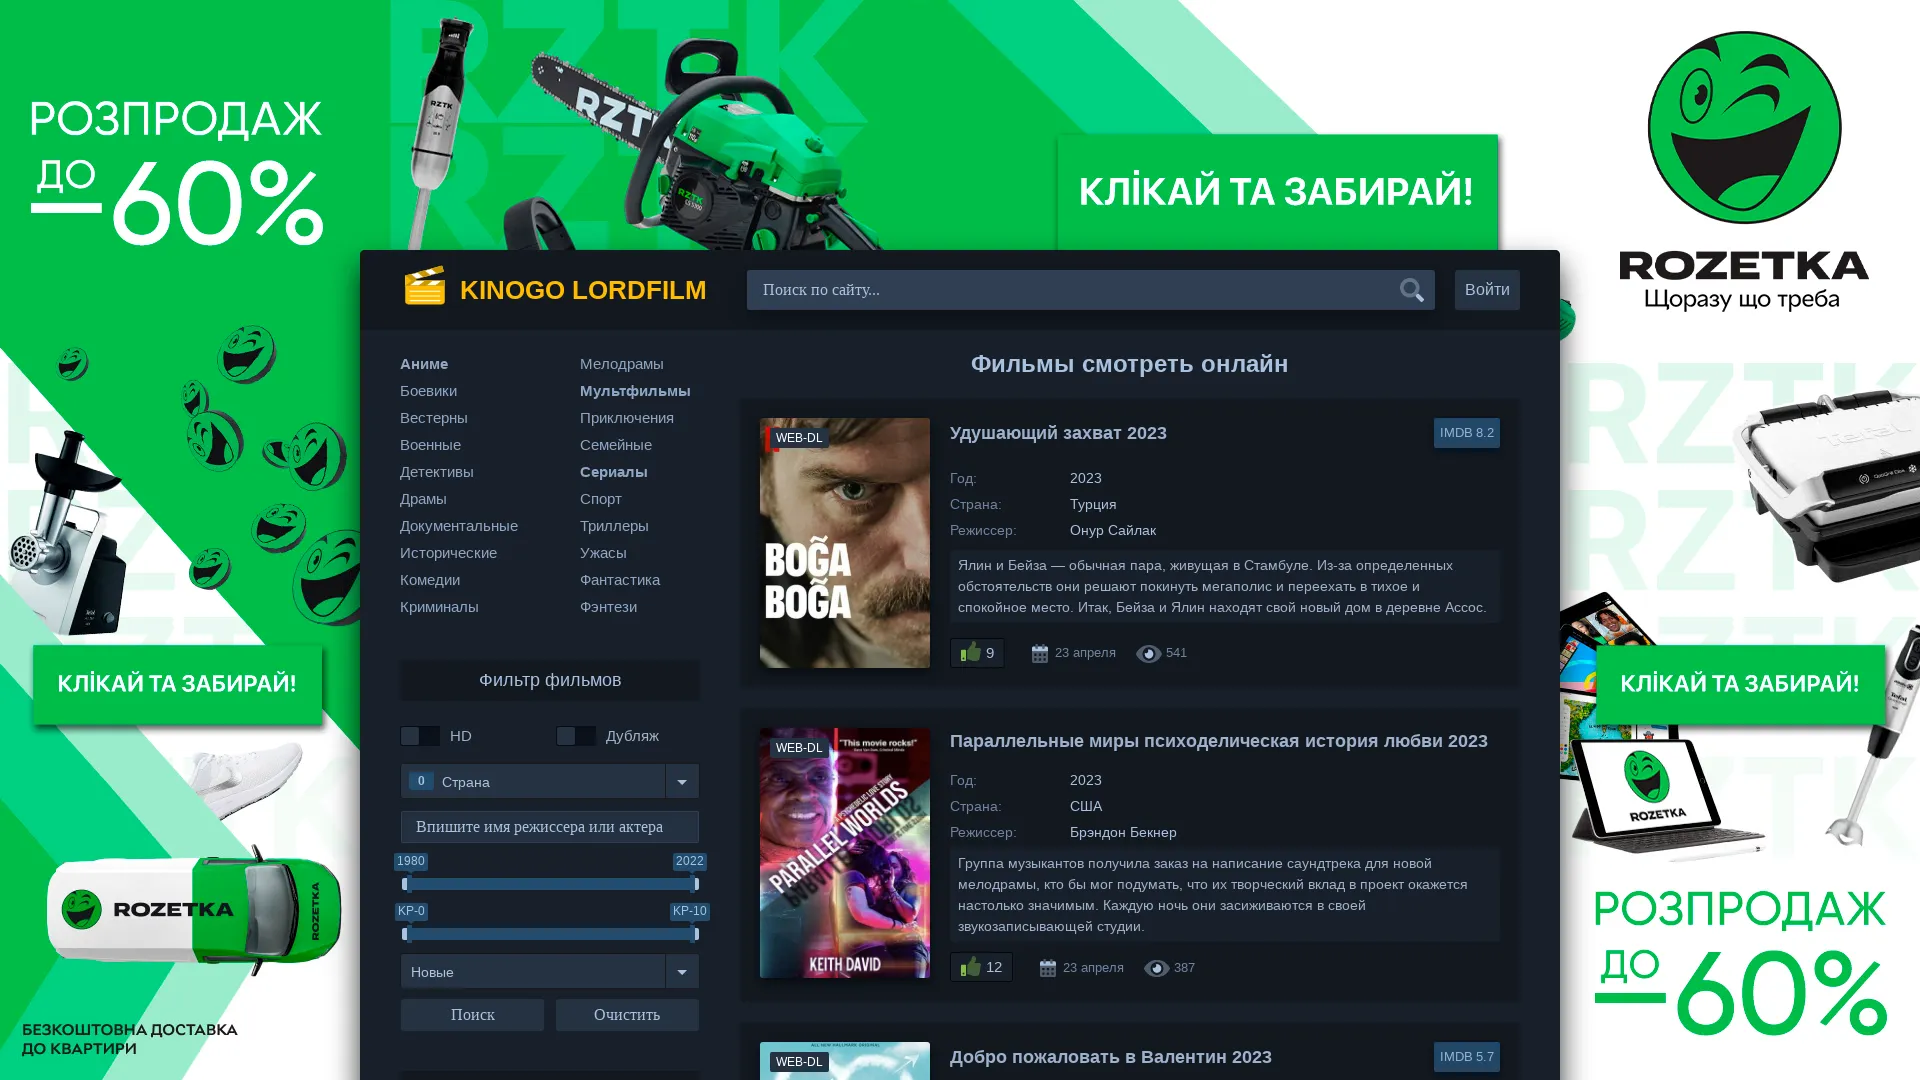 РОЗПРОДАЖ
ДО
60%
RZTK
RZTK
RZTK
КЛІКАЙ ТА ЗАБИРАЙ!
ROZETKA
Щоразу що треба
KINOGO LORDFILM
Поиск по сайту...
Войти
Аниме
Боевики
Вестерны
Военные
Детективы
Драмы
Документальные
Исторические
Комедии
Криминалы
Мелодрамы
Мультфильмы
Приключения
Семейные
Сериалы
Спорт
Триллеры
Ужасы
Фантастика
Фэнтези
Фильтр фильмов
HD
Дубляж
0 Страна
Впишите имя режиссера или актера
1980 2022
KP-0 KP-10
Новые
Поиск
Очистить
Фильмы смотреть онлайн
WEB-DL
BOĞA
BOĞA
Удушающий захват 2023
IMDB 8.2
Год: 2023
Страна: Турция
Режиссер: Онур Сайлак
Ялин и Бейза — обычная пара, живущая в Стамбуле. Из-за определенных
обстоятельств они решают покинуть мегаполис и переехать в тихое и
спокойное место. Итак, Бейза и Ялин находят свой новый дом в деревне Ассос.
9
23 апреля
541
WEB-DL
"This movie rocks!"
PARALLEL WORLDS
KEITH DAVID
Параллельные миры психоделическая история любви 2023
Год: 2023
Страна: США
Режиссер: Брэндон Бекнер
Группа музыкантов получила заказ на написание саундтрека для новой
мелодрамы, кто бы мог подумать, что их творческий вклад в проект окажется
настолько значимым. Каждую ночь они засиживаются в своей
звукозаписывающей студии.
12
23 апреля
387
WEB-DL
Добро пожаловать в Валентин 2023
IMDB 5.7
КЛІКАЙ ТА ЗАБИРАЙ!
ROZETKA
ROZETKA
БЕЗКОШТОВНА ДОСТАВКА
ДО КВАРТИРИ
RZTK
RZTK
Tefal
КЛІКАЙ ТА ЗАБИРАЙ!
ROZETKA
РОЗПРОДАЖ
ДО
60%